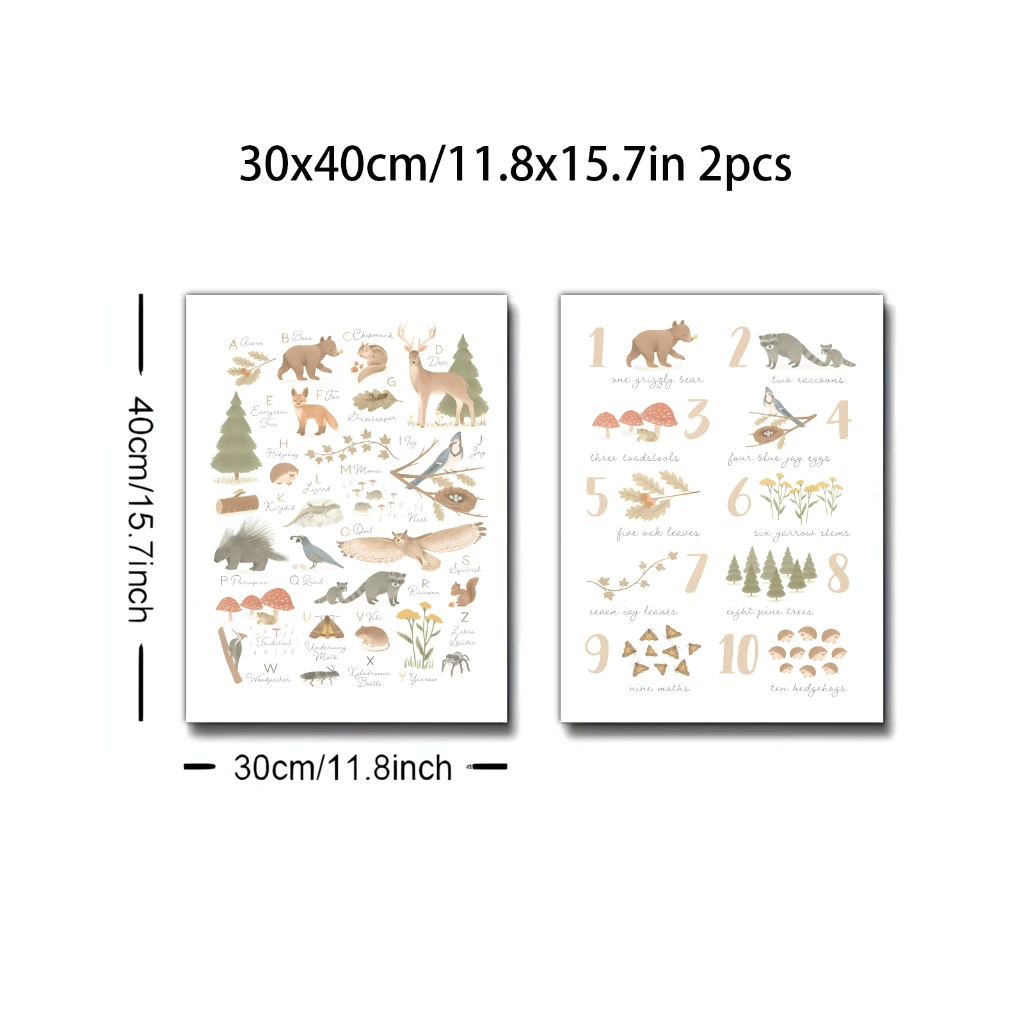 30x40cm/11.8x15.7in 2pcs
40cm/15.7inch
30cm/11.8inch
A Acorn
B Bear
C Chipmunk
D Deer
E Evergreen Tree
F Fox
G Grasshopper
H Hedgehog
I Ivy
J Jay
K Katydid
L Lizard
M Mouse
N Nest
O Owl
P Porcupine
Q Quail
R Raccoon
S Squirrel
T Toadstool
U Underwing Moth
V Vole
W Woodpecker
X
Beetle
Y Yarrow
Z Zebra Spider
1
one grizzly bear
2
two raccoons
3
three toadstools
4
four blue jay eggs
5
five oak leaves
6
six yarrow stems
7
seven ivy leaves
8
eight pine trees
9
nine moths
10
ten hedgehogs